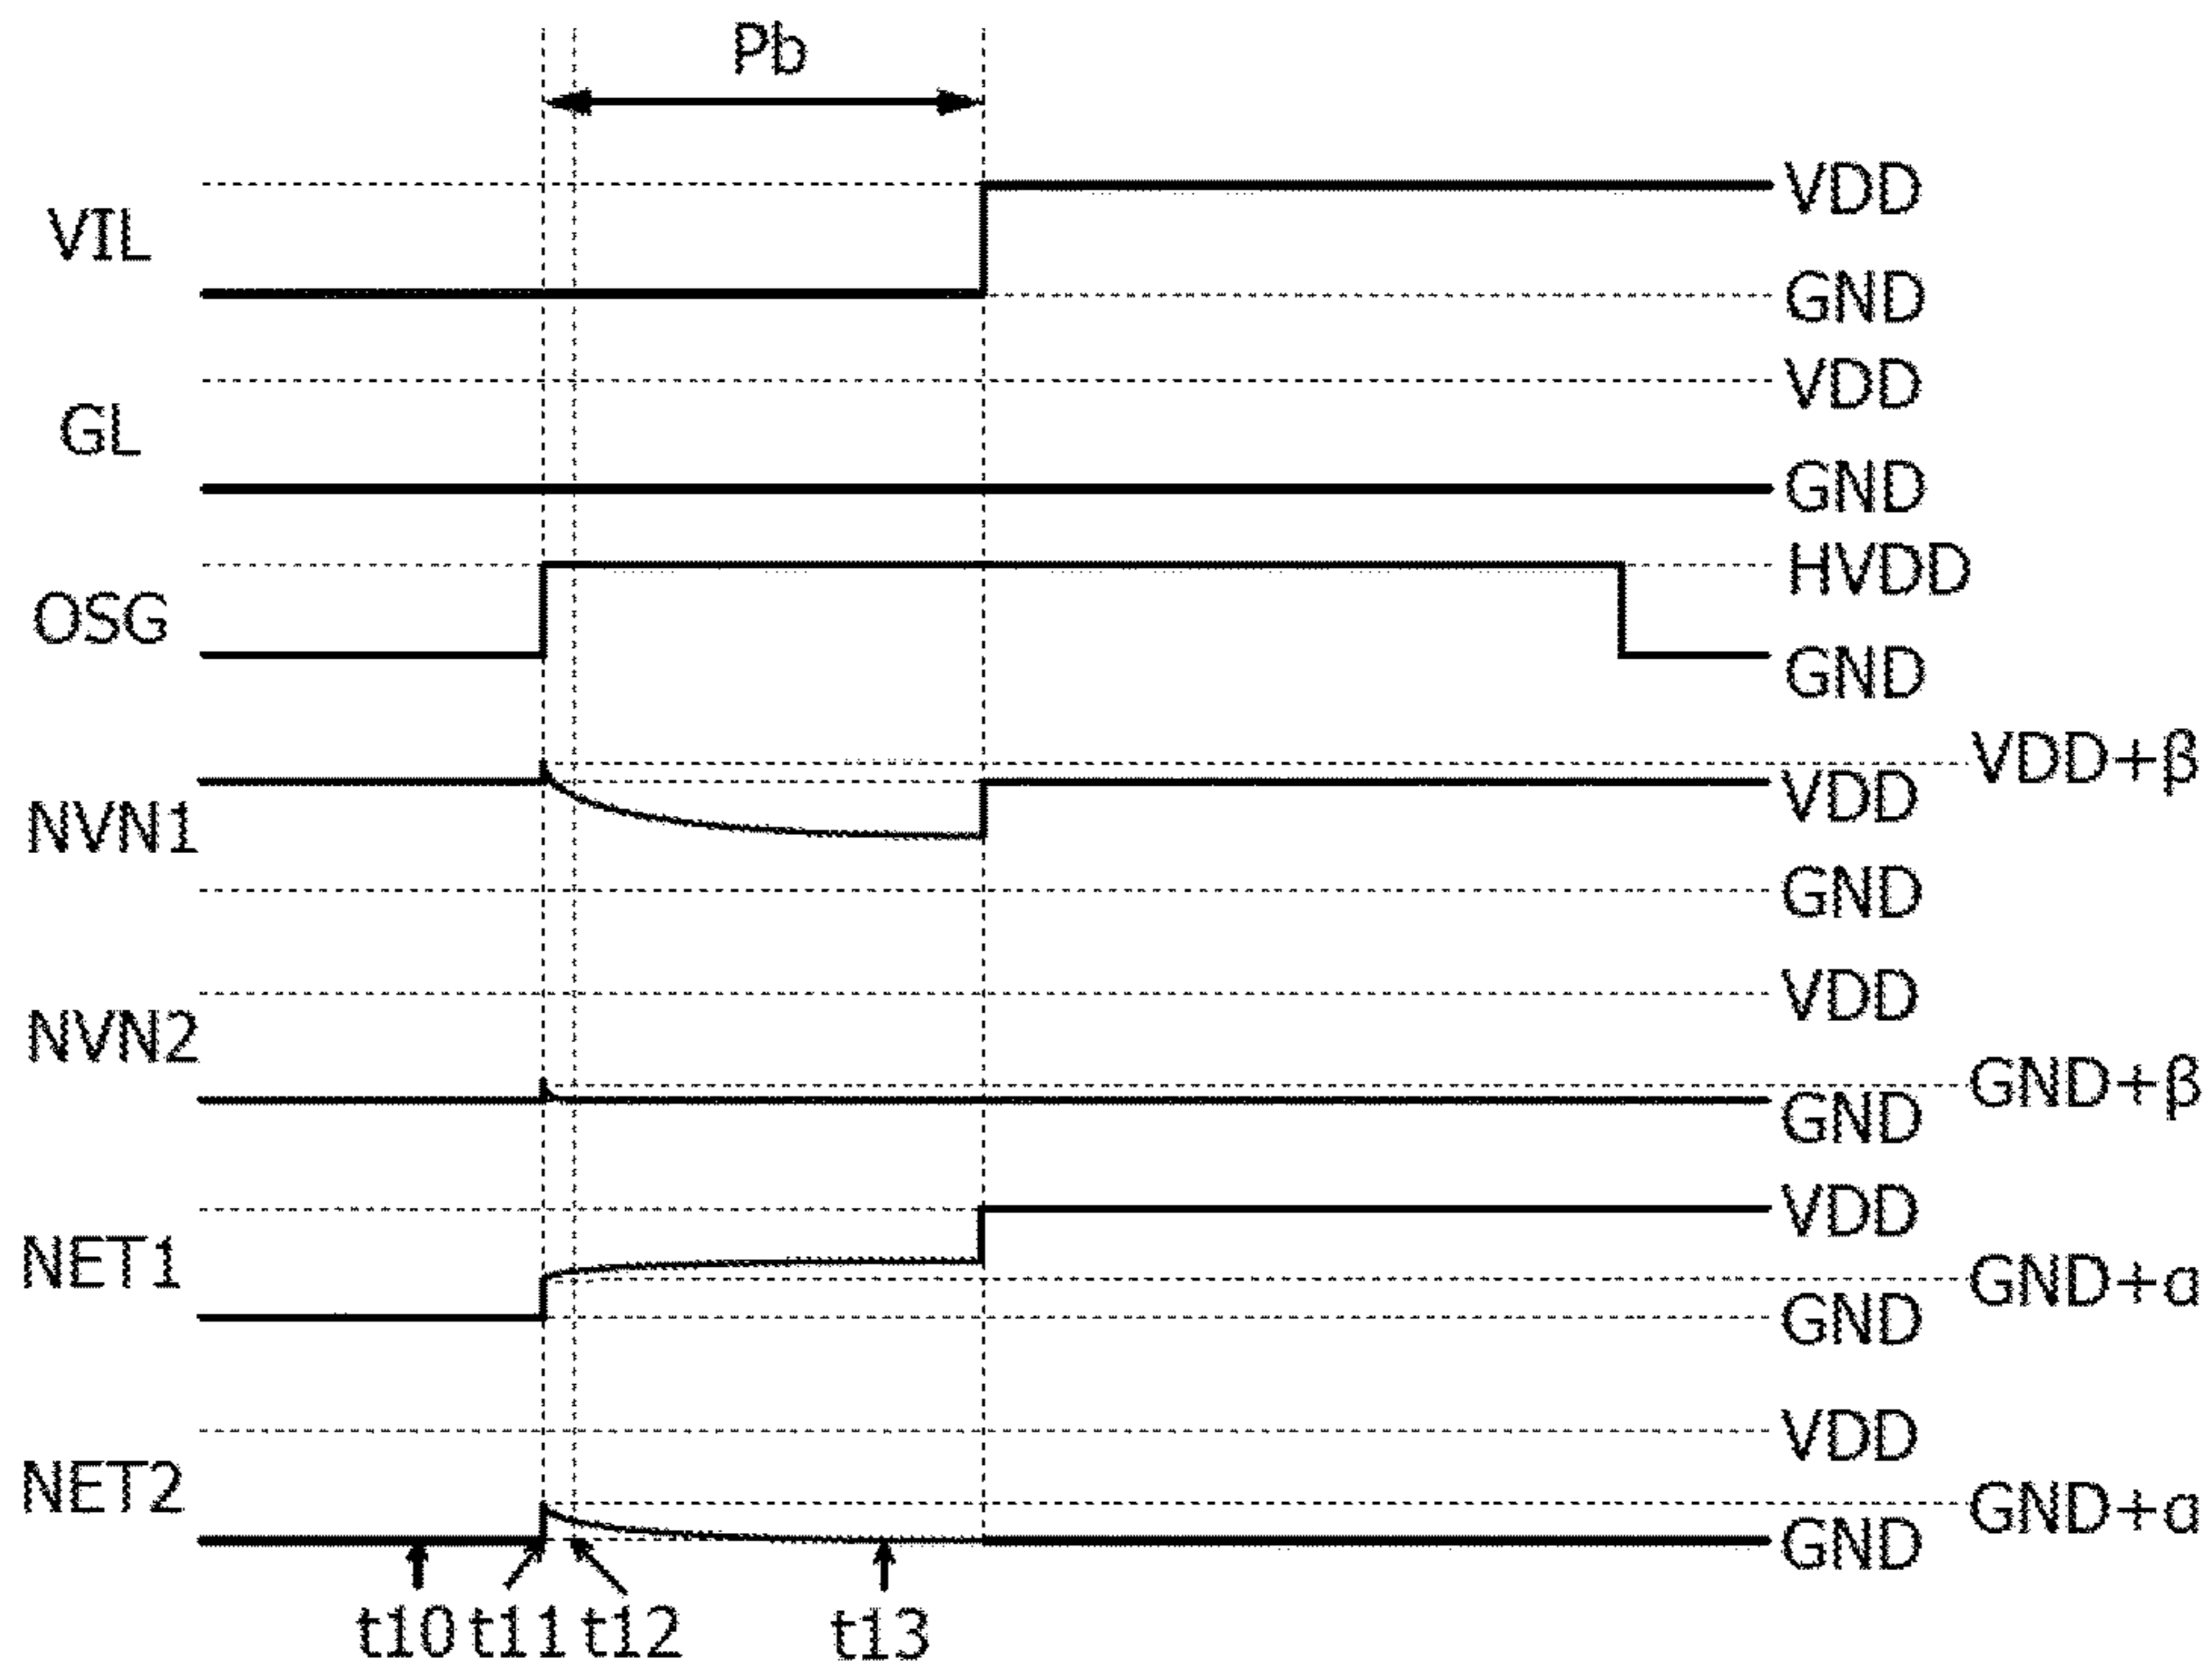 Pb
VIL
VDD
GND
GL
VDD
GND
OSG
HVDD
GND
NVN1
VDD+β
VDD
GND
NVN2
VDD
GND+β
GND
NET1
VDD
GND+α
GND
NET2
VDD
GND+α
GND
t10 t11 t12 t13